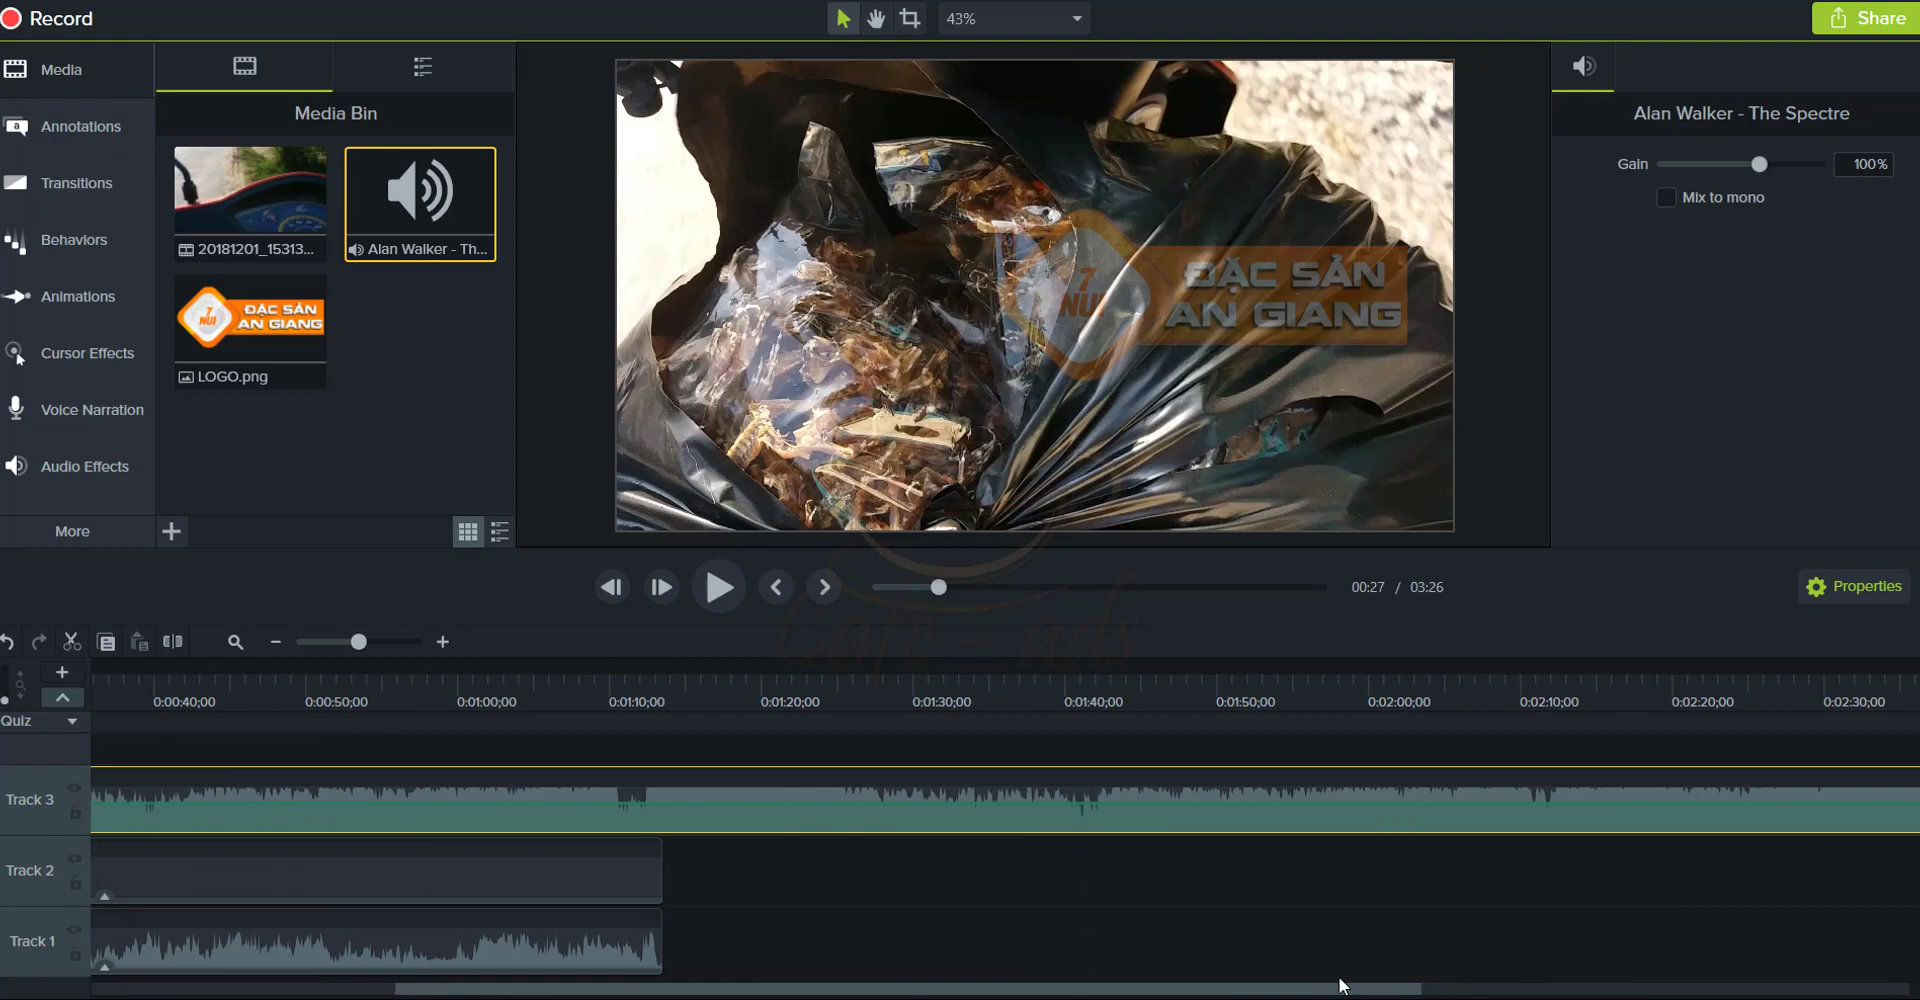 Record
43%
Share
Media
Annotations
Transitions
Behaviors
Animations
Cursor Effects
Voice Narration
Audio Effects
More
Media Bin
20181201_15313...
Alan Walker - Th...
7
NÚI
ĐẶC SẢN
AN GIANG
LOGO.png
7
NÚI
ĐẶC SẢN
AN GIANG
Alan Walker - The Spectre
Gain
100%
Mix to mono
00:27 / 03:26
Properties
0:00:40;00
0:00:50;00
0:01:00;00
0:01:10;00
0:01:20;00
0:01:30;00
0:01:40;00
0:01:50;00
0:02:00;00
0:02:10;00
0:02:20;00
0:02:30;00
Quiz
Track 3
Track 2
Track 1